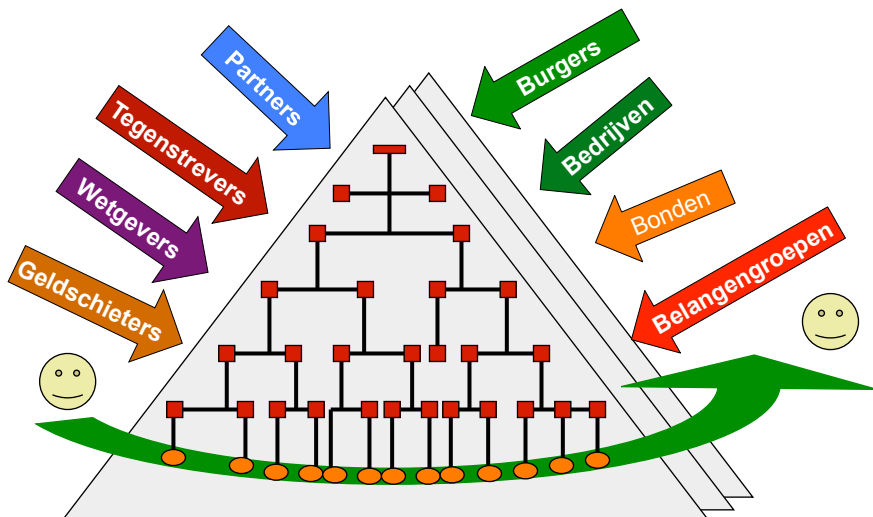 Partners
Tegenstrevers
Wetgevers
Geldschieters
Burgers
Bedrijven
Bonden
Belangengroepen